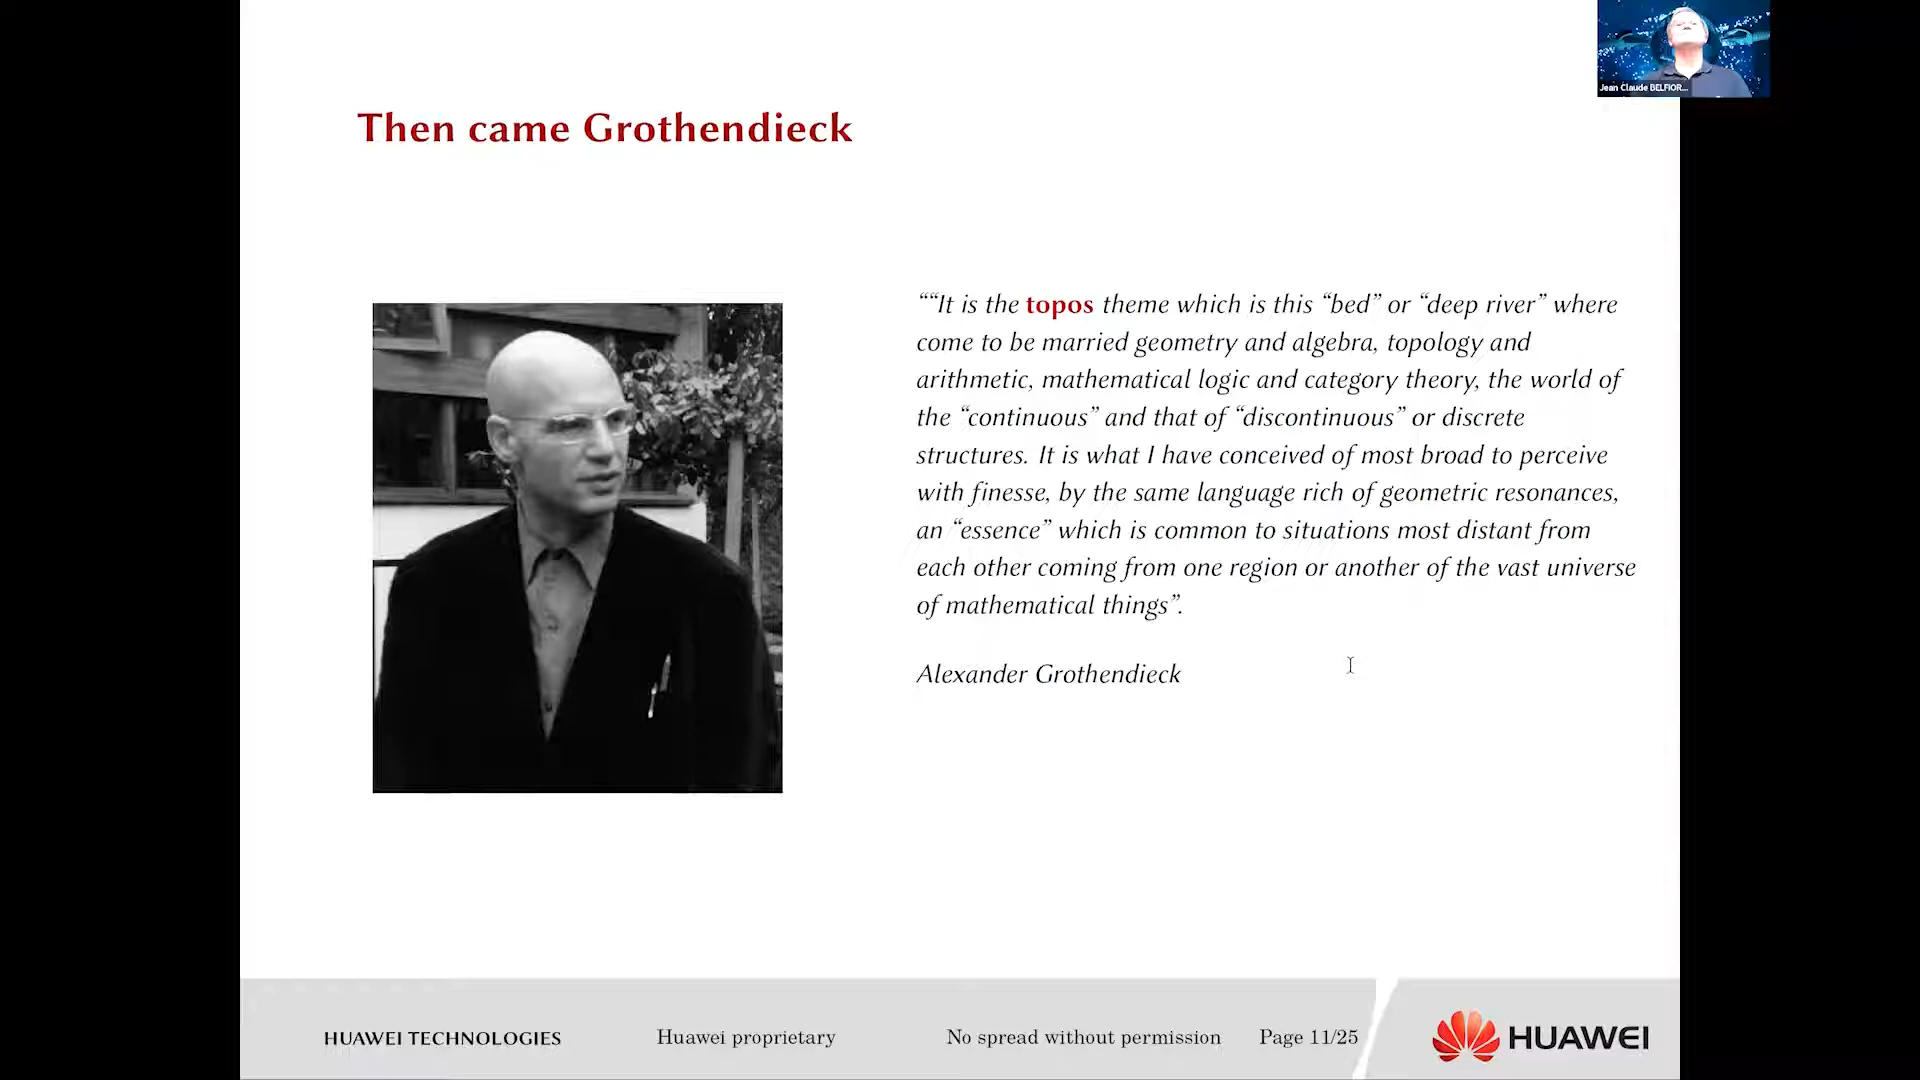 Jean Claude BELFIOR...
Then came Grothendieck
““It is the topos theme which is this “bed” or “deep river” where
come to be married geometry and algebra, topology and
arithmetic, mathematical logic and category theory, the world of
the “continuous” and that of “discontinuous” or discrete
structures. It is what I have conceived of most broad to perceive
with finesse, by the same language rich of geometric resonances,
an “essence” which is common to situations most distant from
each other coming from one region or another of the vast universe
of mathematical things”.
Alexander Grothendieck
HUAWEI TECHNOLOGIES
Huawei proprietary
No spread without permission
Page 11/25
HUAWEI